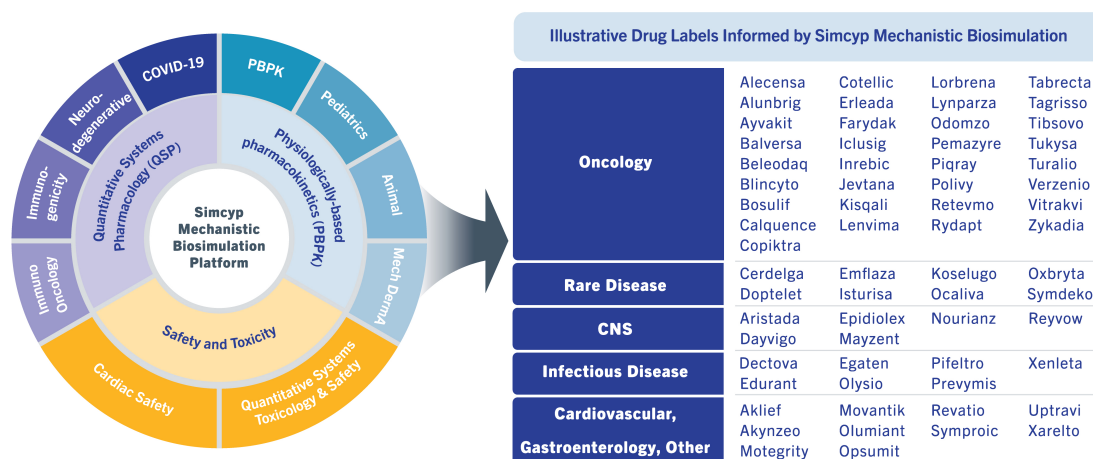 COVID-19
PBPK
Neuro-
degenerative
Pediatrics
Immuno-
genicity
Animal
Immuno
Oncology
Mech DermA
Cardiac Safety
Quantitative Systems
Toxicology & Safety
Quantitative Systems
Pharmacology (QSP)
Physiologically-based
pharmacokinetics (PBPK)
Safety and Toxicity
Simcyp
Mechanistic
Biosimulation
Platform
Illustrative Drug Labels Informed by Simcyp Mechanistic Biosimulation
Oncology
Alecensa Cotellic Lorbrena Tabrecta
Alunbrig Erleada Lynparza Tagrisso
Ayvakit Farydak Odomzo Tibsovo
Balversa Iclusig Pemazyre Tukysa
Beleodaq Inrebic Piqray Turalio
Blincyto Jevtana Polivy Verzenio
Bosulif Kisqali Retevmo Vitrakvi
Calquence Lenvima Rydapt Zykadia
Copiktra
Rare Disease
Cerdelga Emflaza Koselugo Oxbryta
Doptelet Isturisa Ocaliva Symdeko
CNS
Aristada Epidiolex Nourianz Reyvow
Dayvigo Mayzent
Infectious Disease
Dectova Egaten Pifeltro Xenleta
Edurant Olysio Prevymis
Cardiovascular,
Gastroenterology, Other
Aklief Movantik Revatio Uptravi
Akynzeo Olumiant Symproic Xarelto
Motegrity Opsumit